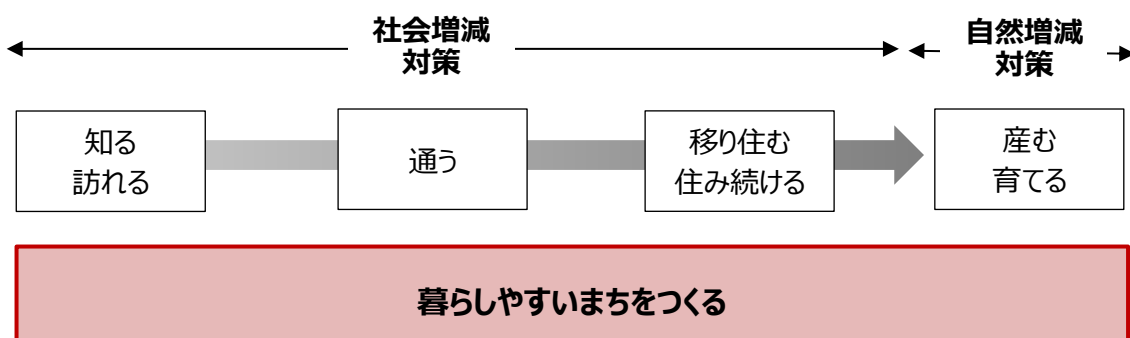 社会増減
対策
自然増減
対策
知る
訪れる
通う
移り住む
住み続ける
産む
育てる
暮らしやすいまちをつくる